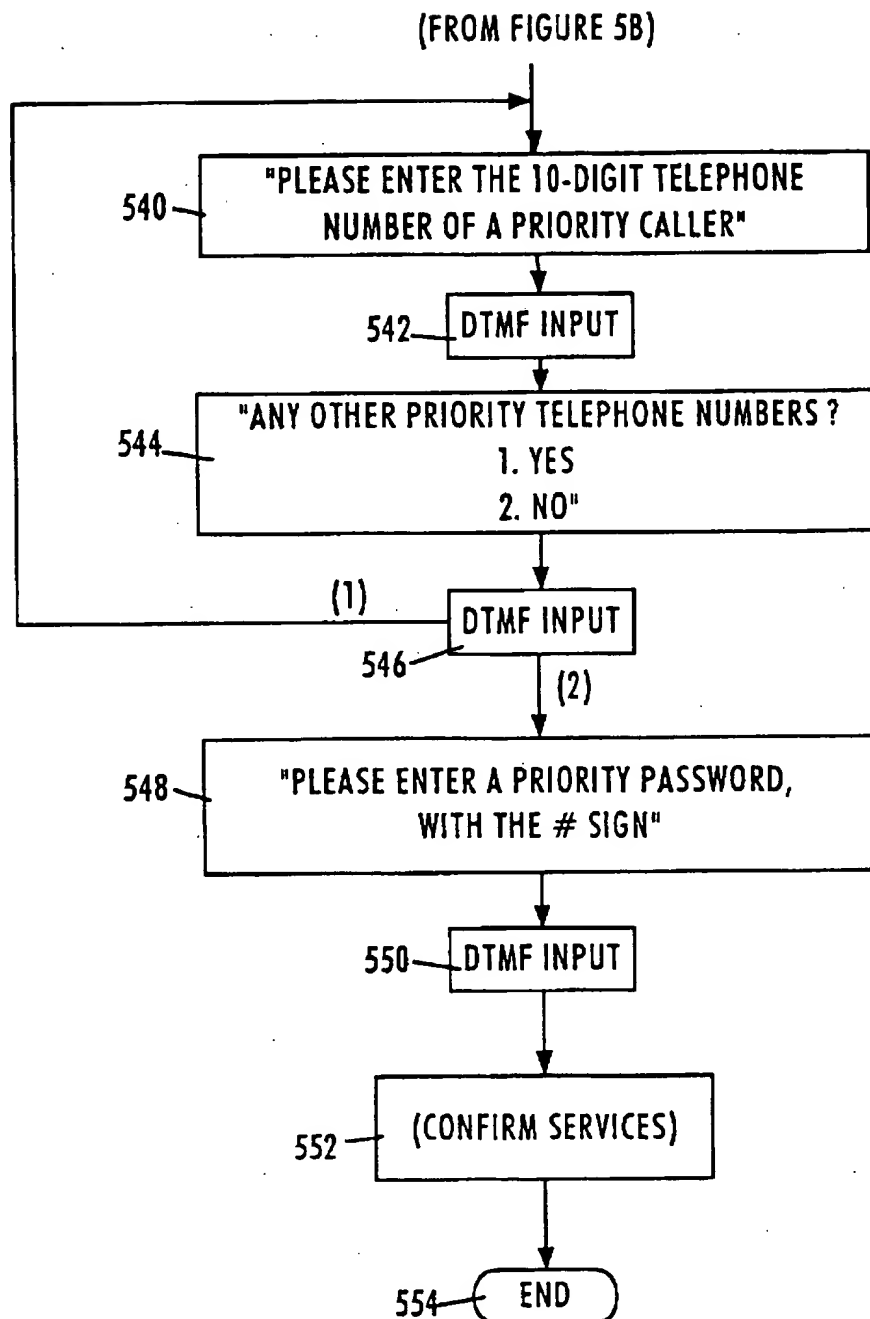 (FROM FIGURE 5B)
540
"PLEASE ENTER THE 10-DIGIT TELEPHONE
NUMBER OF A PRIORITY CALLER"
542
DTMF INPUT
544
"ANY OTHER PRIORITY TELEPHONE NUMBERS ?
1. YES
2. NO"
(1)
DTMF INPUT
546
(2)
548
"PLEASE ENTER A PRIORITY PASSWORD,
WITH THE # SIGN"
550
DTMF INPUT
552
(CONFIRM SERVICES)
554
END